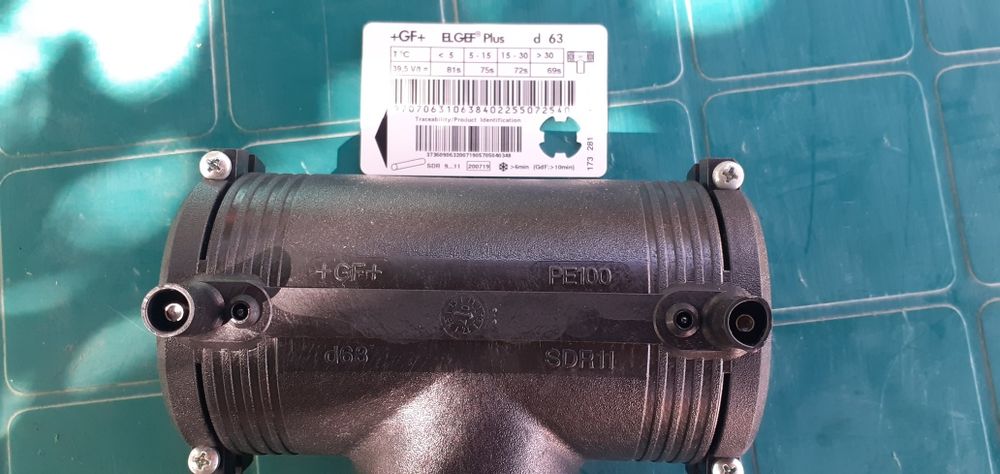 +GF+ ELGEF® Plus d 63
T °C < 5 5 - 15 15 - 30 > 30
39,5 V/t = 81s 75s 72s 69s
Traceability/Product Identification
SDR 9...11 200719 >6min (GdF:>10min)
173 281
+GF+ PE100
d63 SDR11